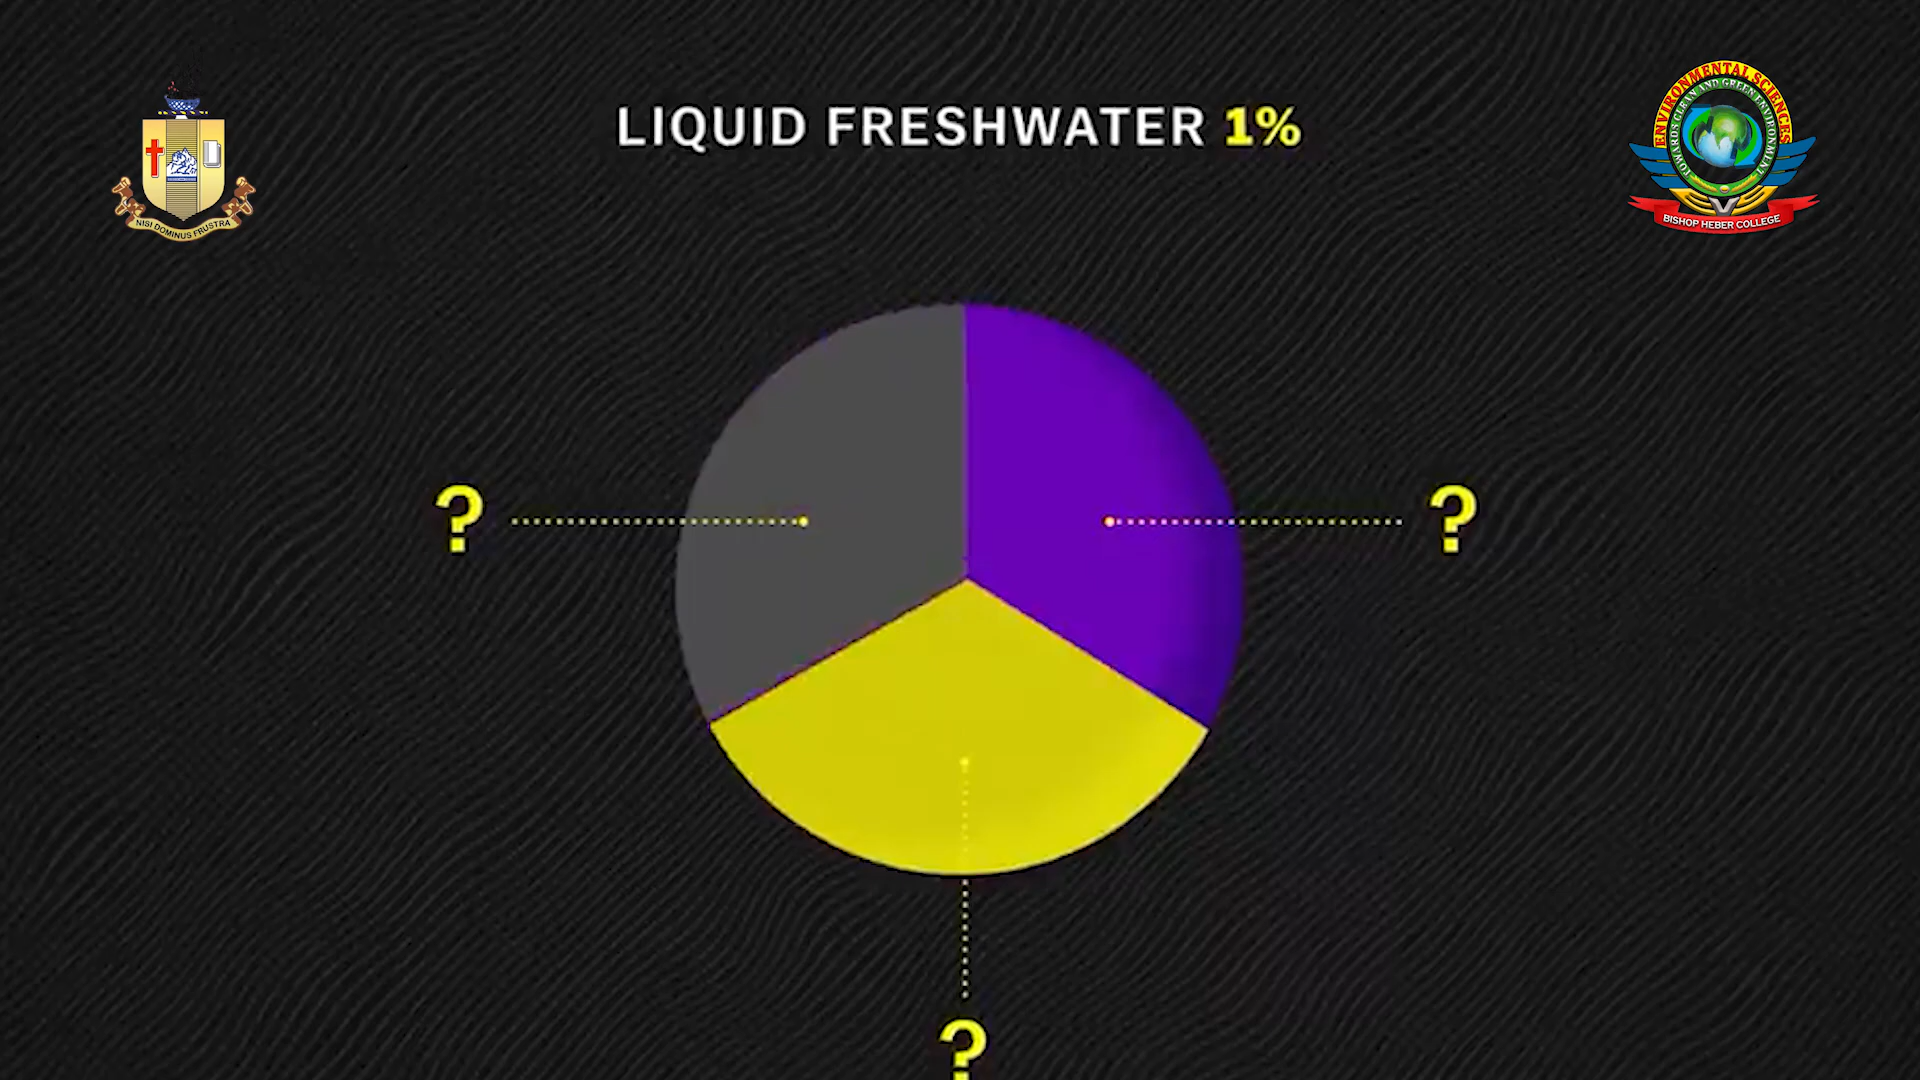 LIQUID FRESHWATER 1%
NISI DOMINUS FRUSTRA
ENVIRONMENTAL SCIENCES
TOWARDS CLEAN AND GREEN ENVIRONMENT
BISHOP HEBER COLLEGE
?
?
?